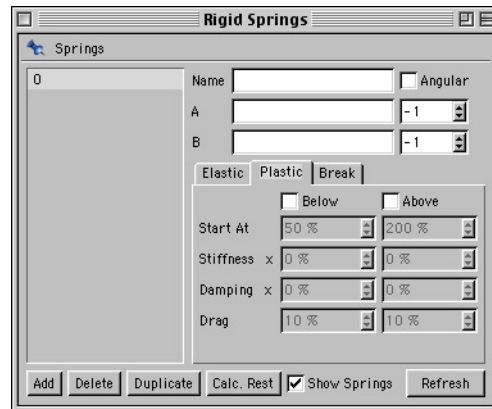 Rigid Springs
Springs
0
Name Angular
A -1
B -1
Elastic Plastic Break
Below Above
Start At 50 % 200 %
Stiffness x 0 % 0 %
Damping x 0 % 0 %
Drag 10 % 10 %
Add Delete Duplicate Calc. Rest Show Springs Refresh